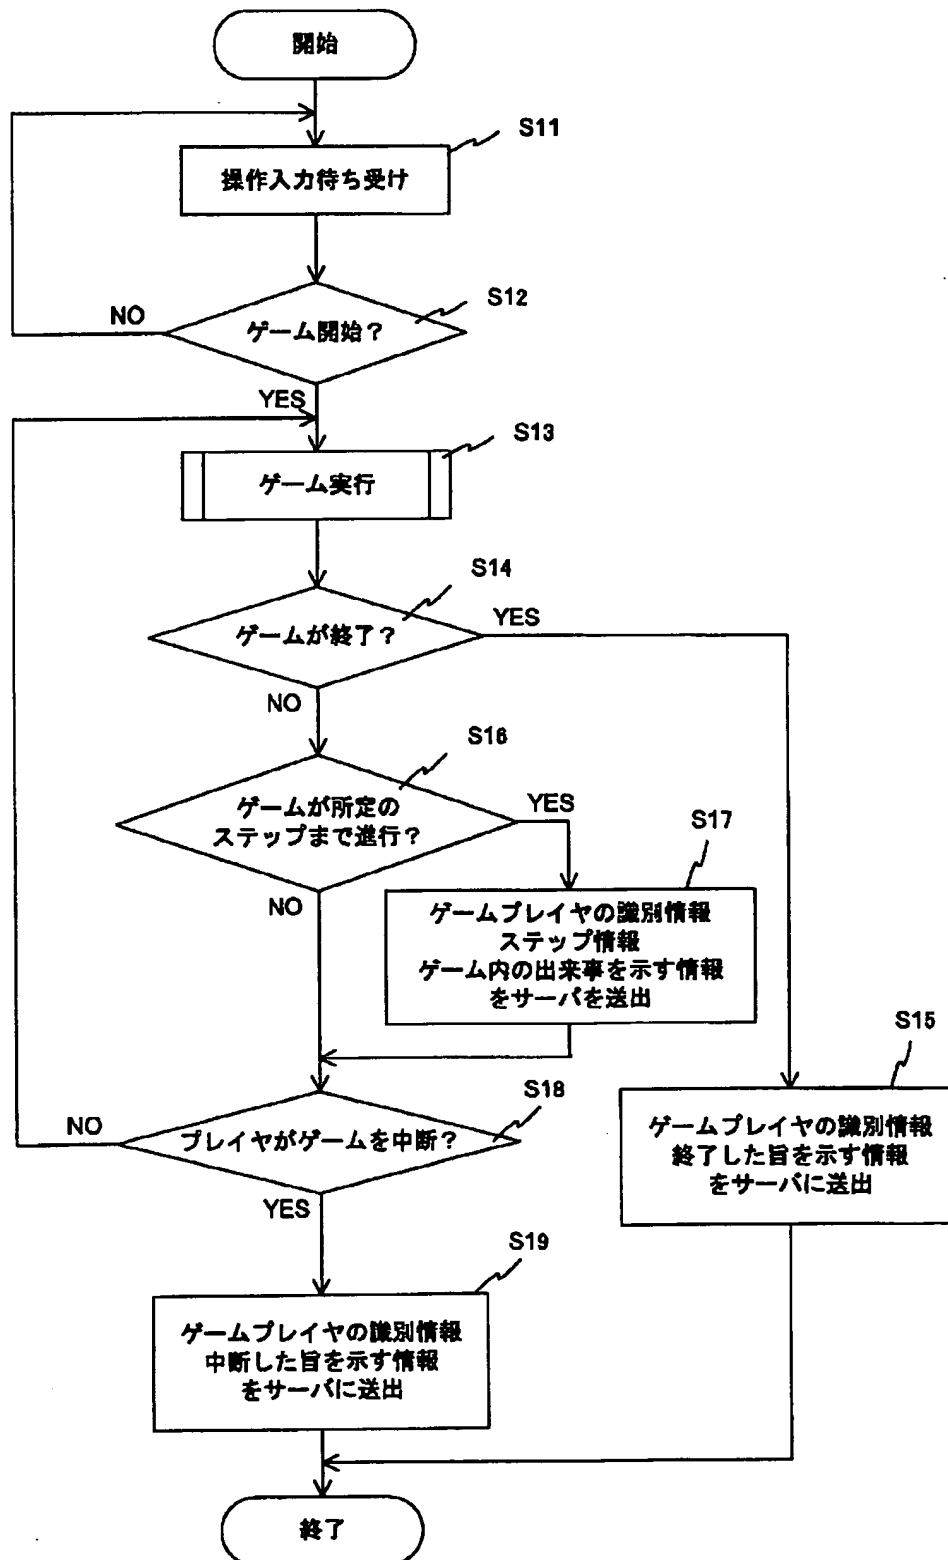 開始
S11
操作入力待ち受け
S12
NO
ゲーム開始？
YES
S13
ゲーム実行
S14
YES
ゲームが終了？
NO
S16
ゲームが所定の
ステップまで進行？
YES
S17
NO
ゲームプレイヤの識別情報
ステップ情報
ゲーム内の出来事を示す情報
をサーバを送出
S15
S18
NO
プレイヤがゲームを中断？
ゲームプレイヤの識別情報
終了した旨を示す情報
をサーバに送出
YES
S19
ゲームプレイヤの識別情報
中断した旨を示す情報
をサーバに送出
終了